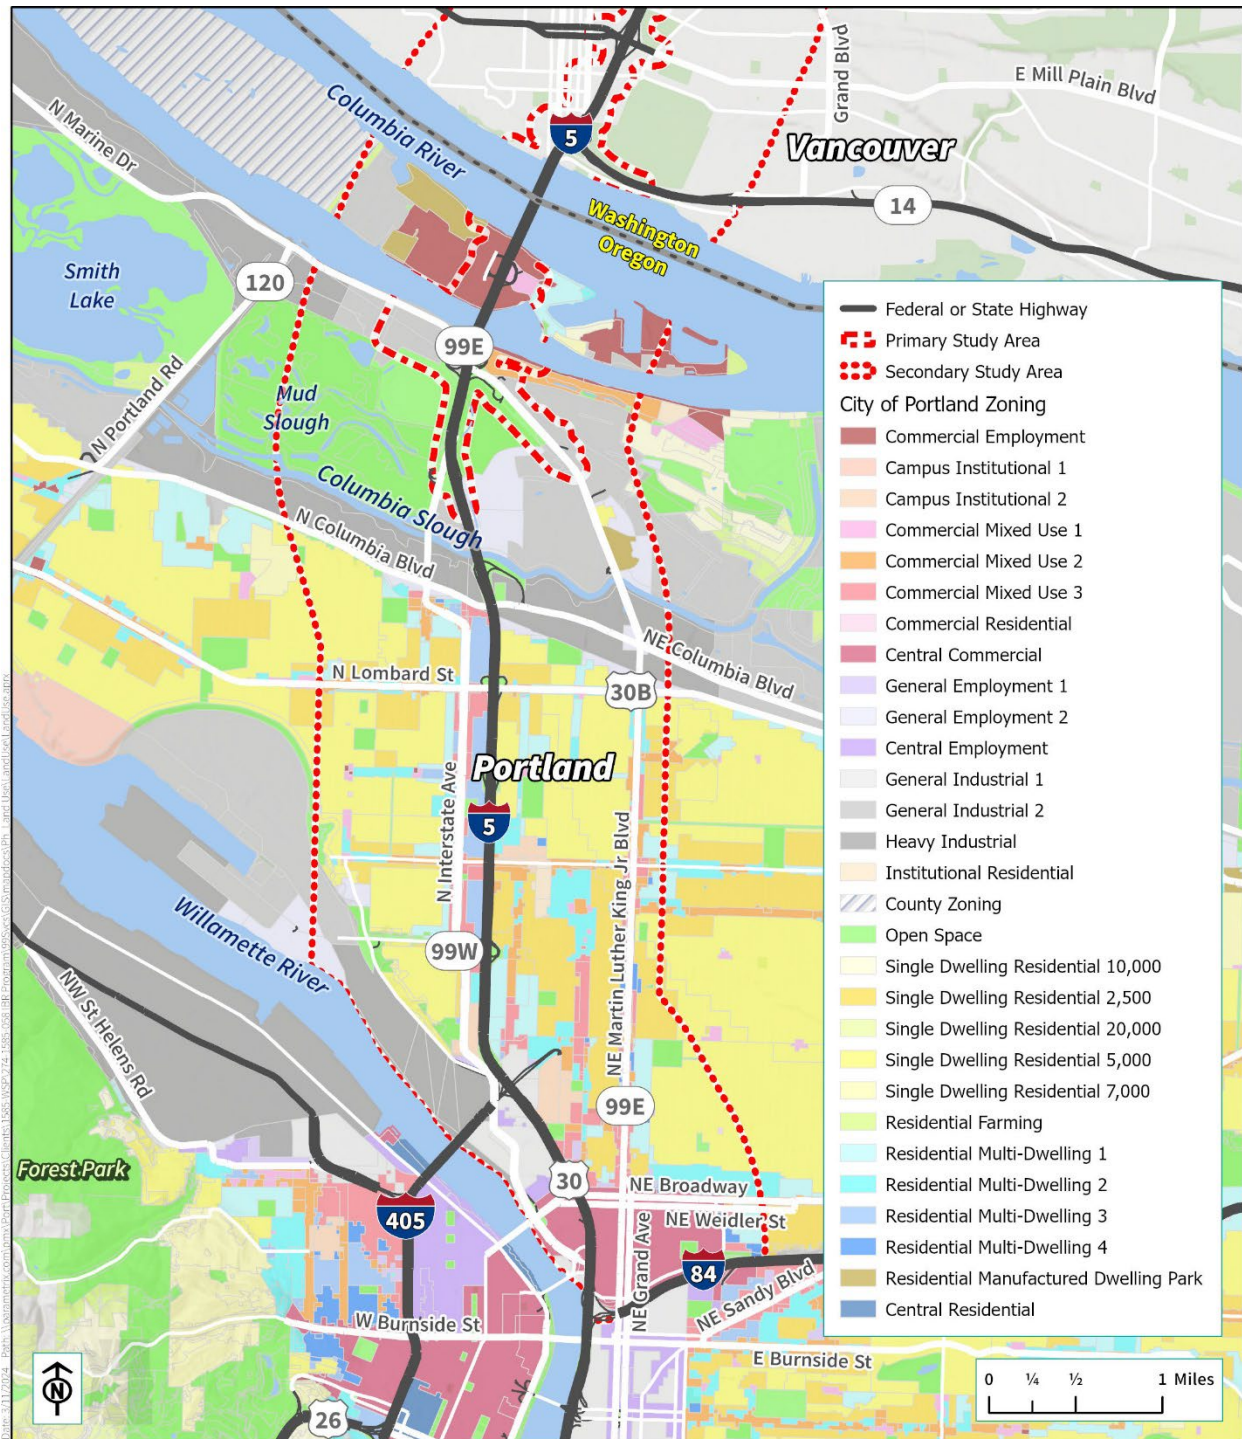 Grand Blvd
E Mill Plain Blvd
Columbia River
N Marine Dr
5
Vancouver
14
Washington
Oregon
Smith
Lake
120
99E
Mud
Slough
N Portland Rd
Columbia Slough
N Columbia Blvd
NE Columbia Blvd
N Lombard St
30B
Portland
5
N Interstate Ave
NE Martin Luther King Jr Blvd
Willamette River
99W
NW St Helens Rd
99E
Forest Park
30
NE Broadway
NE Weidler St
405
NE Grand Ave
84
NE Sandy Blvd
W Burnside St
E Burnside St
26
N
Federal or State Highway
Primary Study Area
Secondary Study Area
City of Portland Zoning
Commercial Employment
Campus Institutional 1
Campus Institutional 2
Commercial Mixed Use 1
Commercial Mixed Use 2
Commercial Mixed Use 3
Commercial Residential
Central Commercial
General Employment 1
General Employment 2
Central Employment
General Industrial 1
General Industrial 2
Heavy Industrial
Institutional Residential
County Zoning
Open Space
Single Dwelling Residential 10,000
Single Dwelling Residential 2,500
Single Dwelling Residential 20,000
Single Dwelling Residential 5,000
Single Dwelling Residential 7,000
Residential Farming
Residential Multi-Dwelling 1
Residential Multi-Dwelling 2
Residential Multi-Dwelling 3
Residential Multi-Dwelling 4
Residential Manufactured Dwelling Park
Central Residential
0 ¼ ½ 1 Miles
Date: 3/11/2024